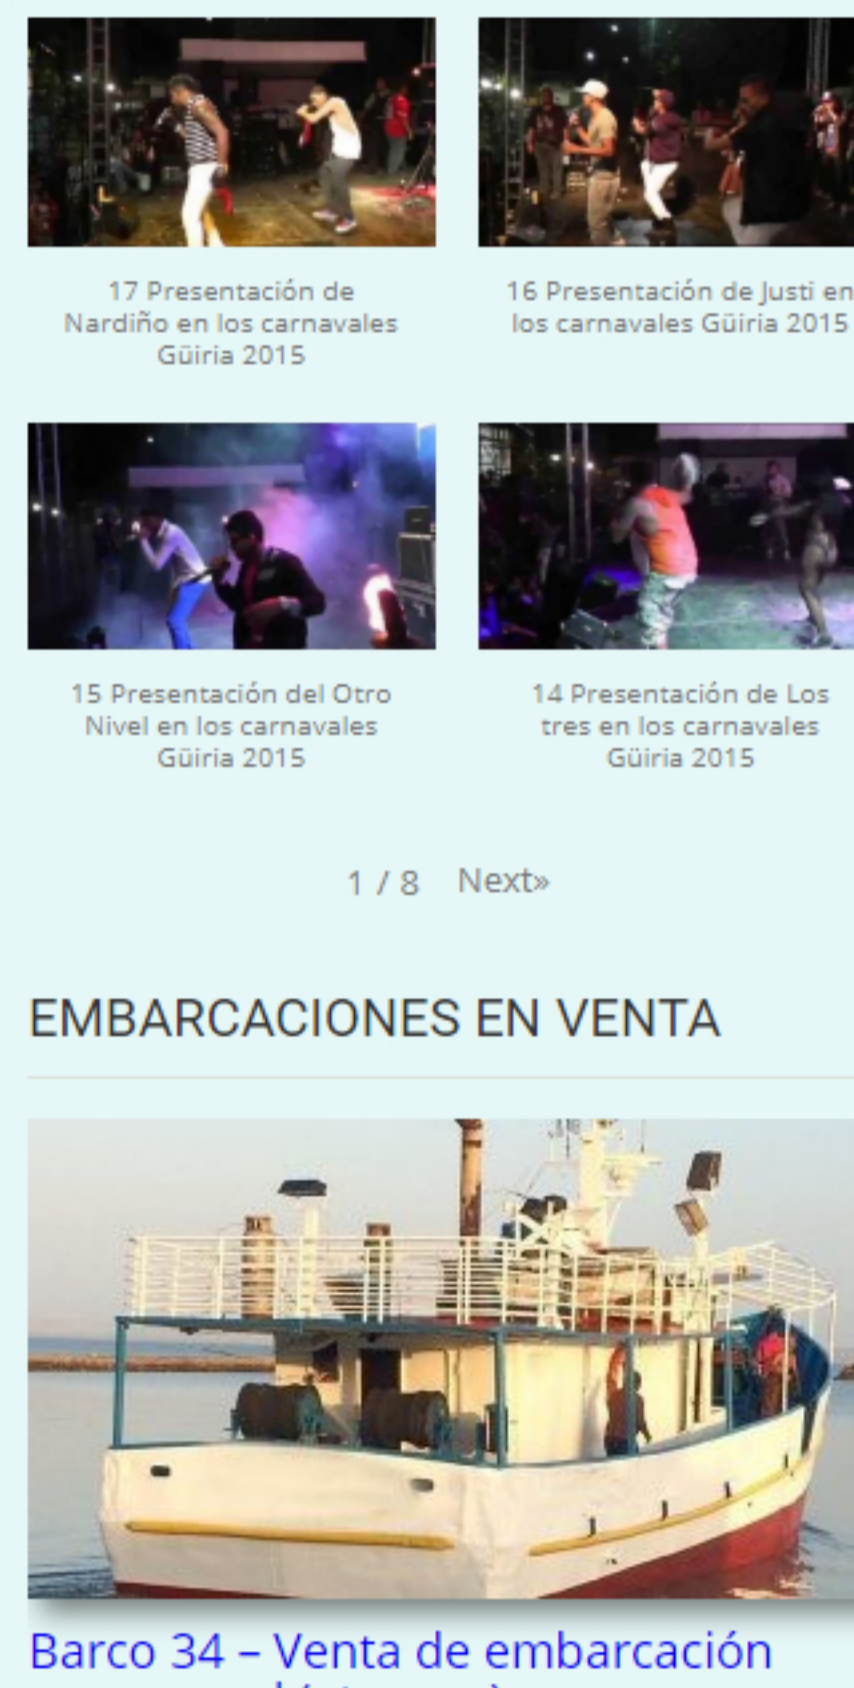 17 Presentación de
Nardiño en los carnavales
Güiria 2015
16 Presentación de Justi en
los carnavales Güiria 2015
15 Presentación del Otro
Nivel en los carnavales
Güiria 2015
14 Presentación de Los
tres en los carnavales
Güiria 2015
1 / 8 Next»
EMBARCACIONES EN VENTA
Barco 34 – Venta de embarcación